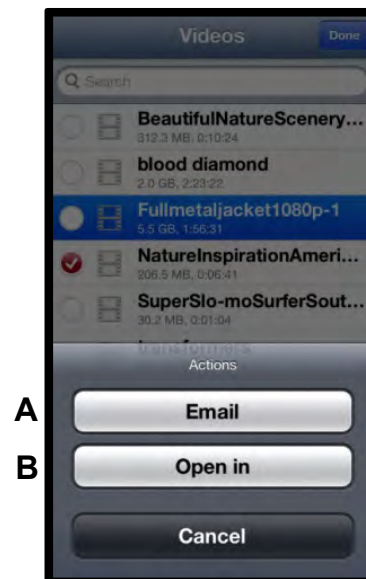 Videos
Done
Search
BeautifulNatureScenery...
312.3 MB, 0:10:24
blood diamond
2.0 GB, 2:23:22
Fullmetaljacket1080p-1
5.5 GB, 1:56:31
NatureInspirationAmeri...
206.5 MB, 0:06:41
SuperSlo-moSurferSout...
30.2 MB, 0:01:04
transformers
Actions
A
Email
B
Open in
Cancel